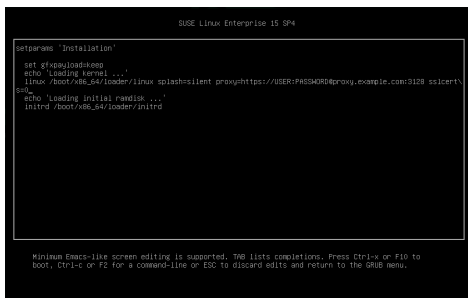 SUSE Linux Enterprise 15 SP4
setparams 'Installation'
set gfxpayload=keep
echo 'Loading kernel ...'
linux /boot/x86_64/loader/linux splash=silent proxy=https://USER:PASSWORD@proxy.example.com:3128 sslcert\
s=0_
echo 'Loading initial ramdisk ...'
initrd /boot/x86_64/loader/initrd
Minimum Emacs-like screen editing is supported. TAB lists completions. Press Ctrl-x or F10 to
boot, Ctrl-c or F2 for a command-line or ESC to discard edits and return to the GRUB menu.